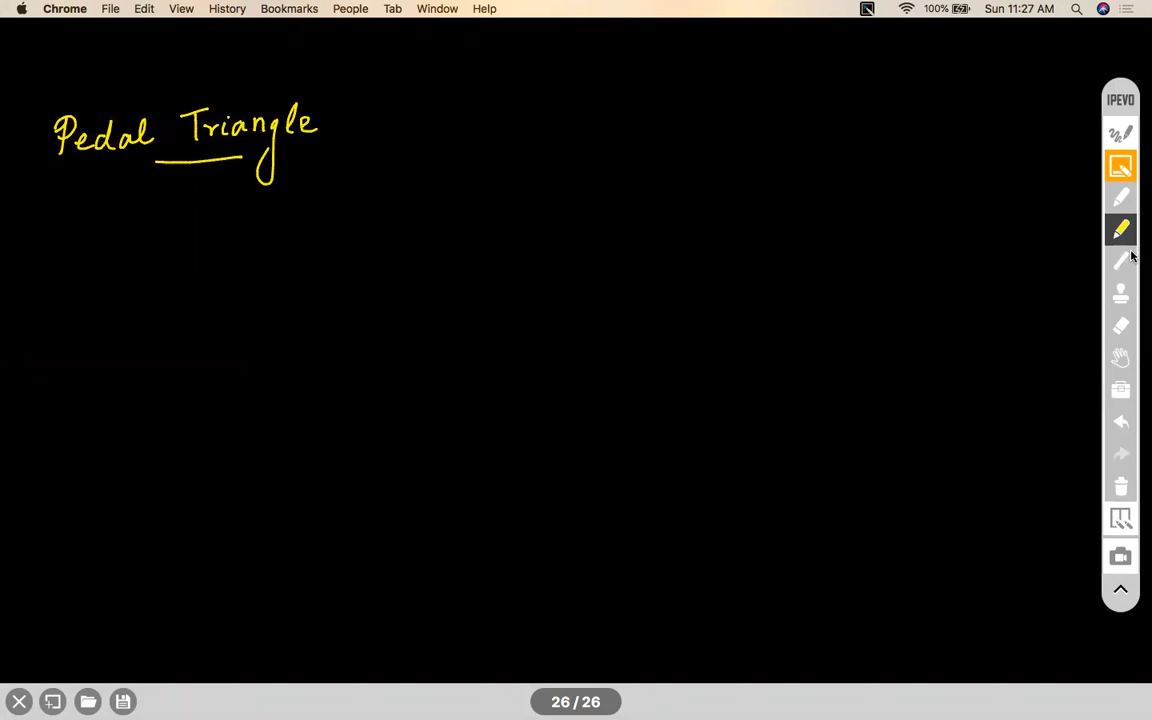 Chrome File Edit View History Bookmarks People Tab Window Help 100% Sun 11:27 AM
IPEVO
Pedal Triangle
26 / 26